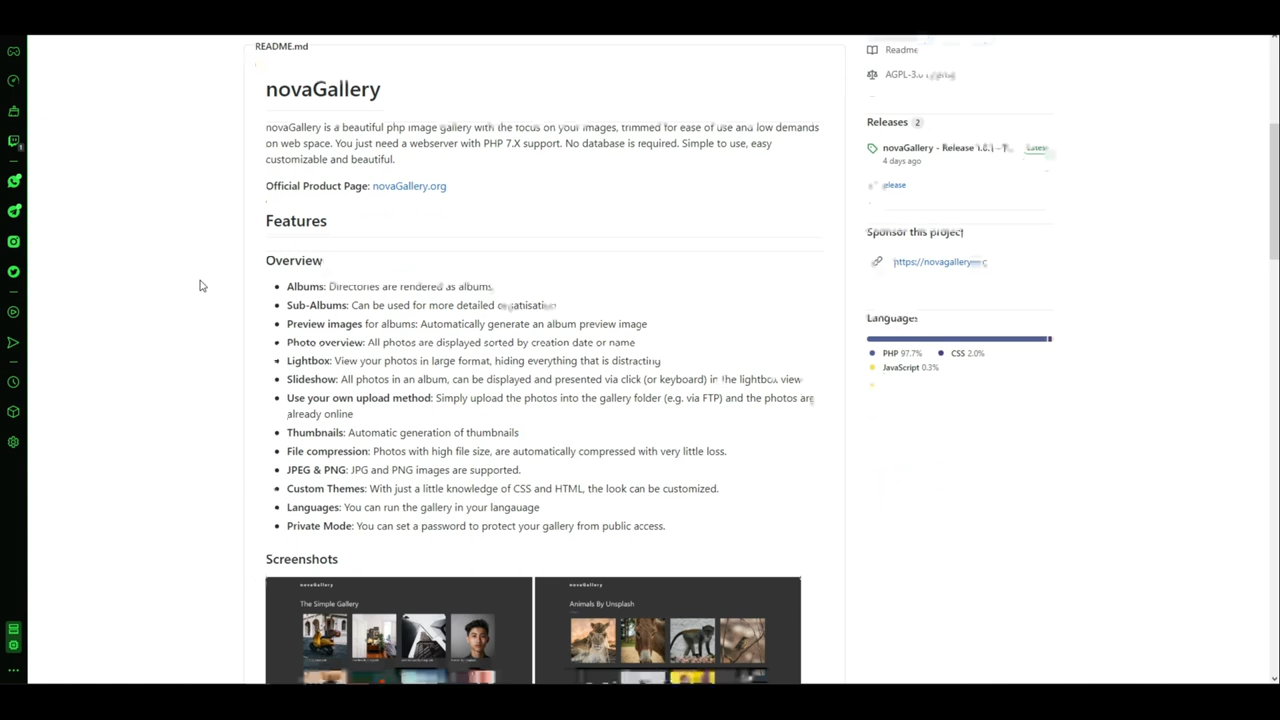 README.md
novaGallery
novaGallery is a beautiful php image gallery with the focus on your images, trimmed for ease of use and low demands
on web space. You just need a webserver with PHP 7.X support. No database is required. Simple to use, easy
customizable and beautiful.
Official Product Page: novaGallery.org
Features
Overview
Albums: Directories are rendered as albums.
Sub-Albums: Can be used for more detailed organisation
Preview images for albums: Automatically generate an album preview image
Photo overview: All photos are displayed sorted by creation date or name
Lightbox: View your photos in large format, hiding everything that is distracting
Slideshow: All photos in an album, can be displayed and presented via click (or keyboard) in the lightbox view
Use your own upload method: Simply upload the photos into the gallery folder (e.g. via FTP) and the photos are
already online
Thumbnails: Automatic generation of thumbnails
File compression: Photos with high file size, are automatically compressed with very little loss.
JPEG & PNG: JPG and PNG images are supported.
Custom Themes: With just a little knowledge of CSS and HTML, the look can be customized.
Languages: You can run the gallery in your langauage
Private Mode: You can set a password to protect your gallery from public access.
Screenshots
novaGallery
The Simple Gallery
novaGallery
Animals By Unsplash
Readme
AGPL-3.0
Releases 2
novaGallery - Release Latest
4 days ago
elease
Sponsor this project
Languages
PHP 97.7% CSS 2.0%
JavaScript 0.3%